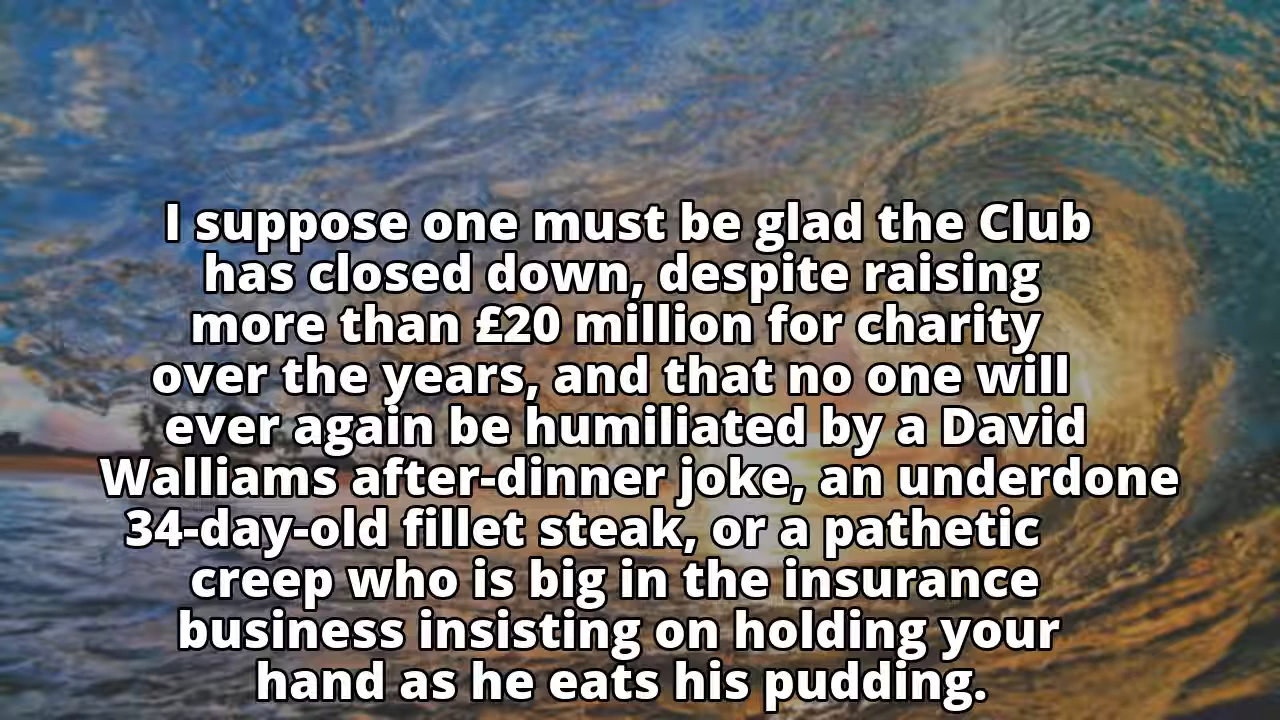 I suppose one must be glad the Club
has closed down, despite raising
more than £20 million for charity
over the years, and that no one will
ever again be humiliated by a David
Walliams after-dinner joke, an underdone
34-day-old fillet steak, or a pathetic
creep who is big in the insurance
business insisting on holding your
hand as he eats his pudding.